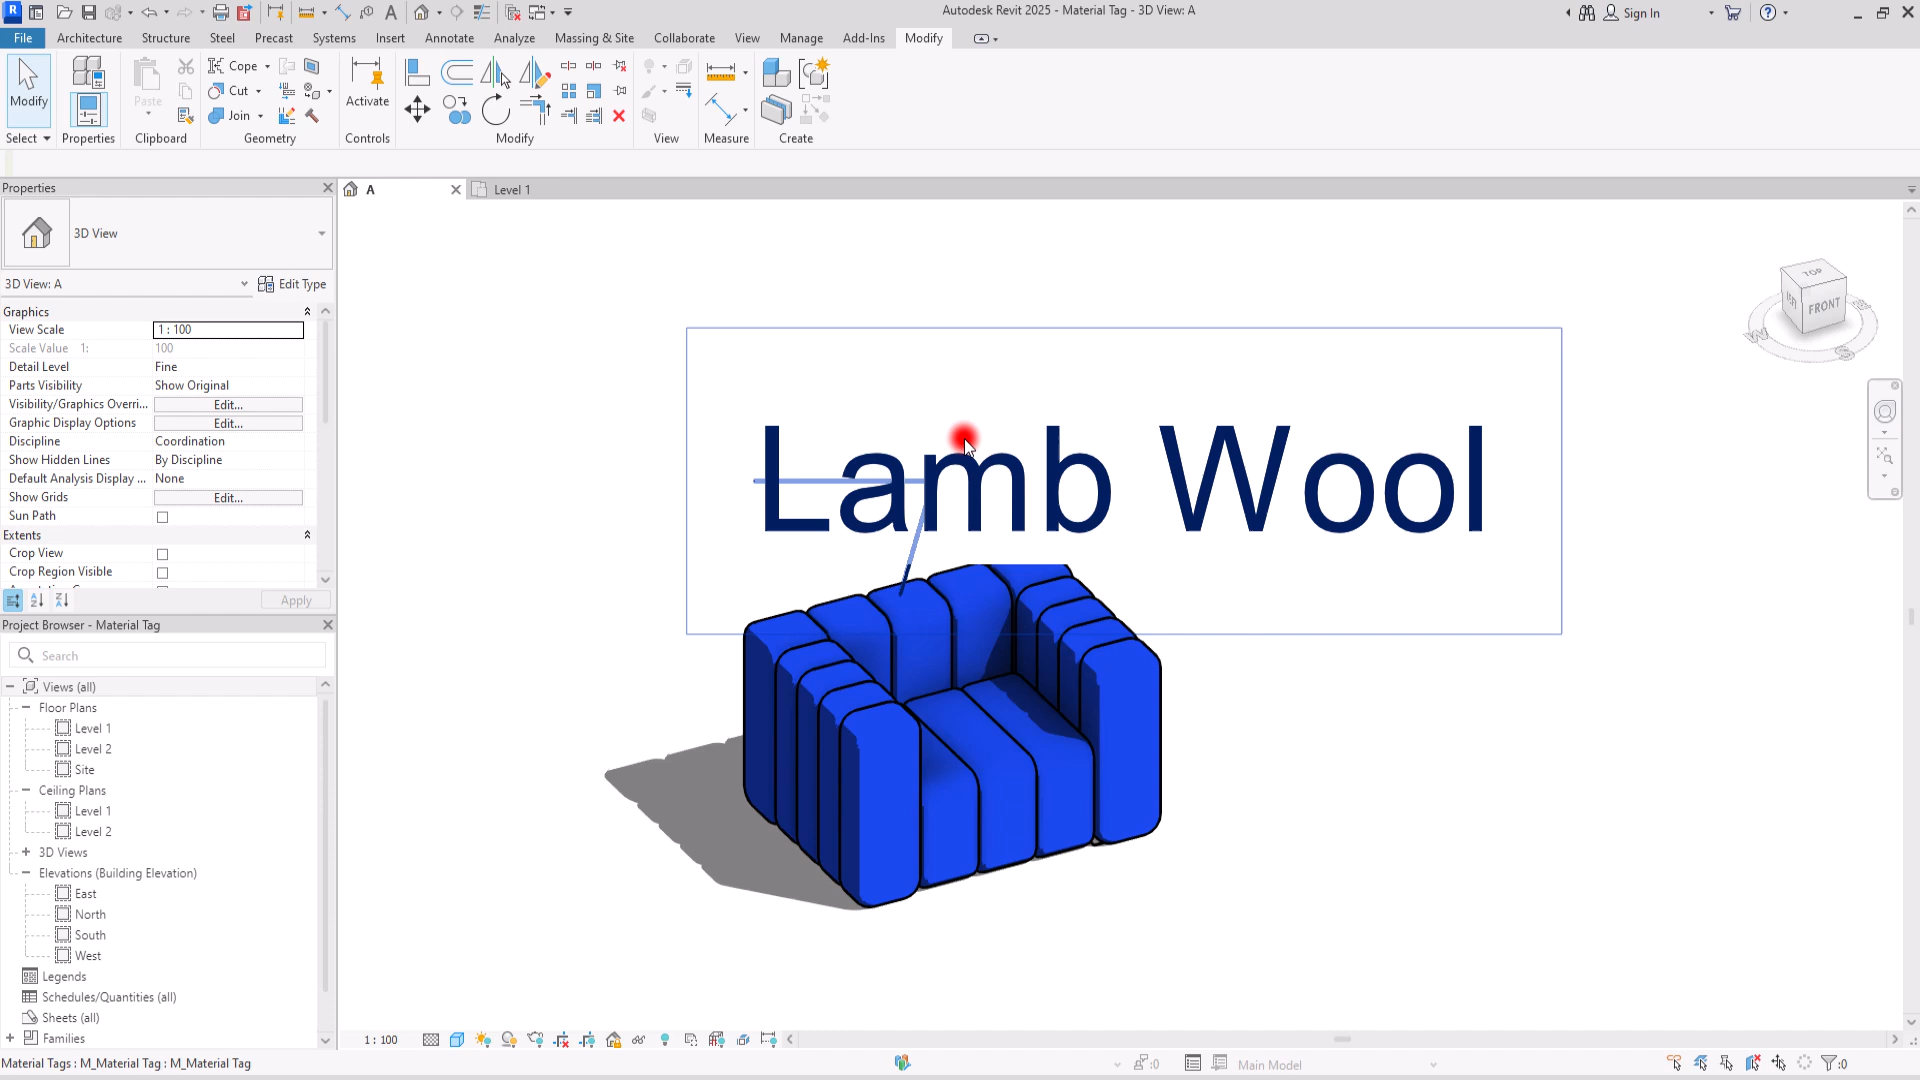 Autodesk Revit 2025 - Material Tag - 3D View: A
Sign In
File Architecture Structure Steel Precast Systems Insert Annotate Analyze Massing & Site Collaborate View Manage Add-Ins Modify
Modify
Paste
Cope
Cut
Join
Activate
Select Properties Clipboard Geometry Controls Modify View Measure Create
Properties
A
Level 1
3D View
3D View: A
Edit Type
Graphics
View Scale 1 : 100
Scale Value 1: 100
Detail Level Fine
Parts Visibility Show Original
Visibility/Graphics Overri... Edit...
Graphic Display Options Edit...
Discipline Coordination
Show Hidden Lines By Discipline
Default Analysis Display ... None
Show Grids Edit...
Sun Path
Extents
Crop View
Crop Region Visible
Apply
Project Browser - Material Tag
Search
Views (all)
Floor Plans
Level 1
Level 2
Site
Ceiling Plans
Level 1
Level 2
3D Views
Elevations (Building Elevation)
East
North
South
West
Legends
Schedules/Quantities (all)
Sheets (all)
Families
Lamb Wool
TOP
LEFT
FRONT
W
S
1 : 100
Material Tags : M_Material Tag : M_Material Tag
:0
Main Model
:0